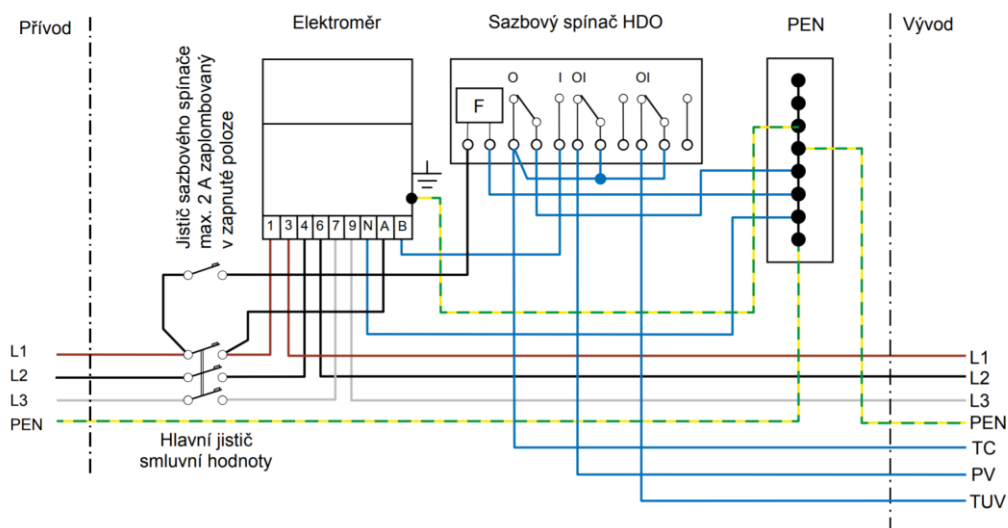 Přívod
Elektroměr
Sazbový spínač HDO
PEN
Vývod
Jistič sazbového spínače
max. 2 A zaplombovaný
v zapnuté poloze
F
O
I
OI
OI
1 3 4 6 7 9 N A B
L1
L2
L3
PEN
Hlavní jistič
smluvní hodnoty
L1
L2
L3
PEN
TC
PV
TUV